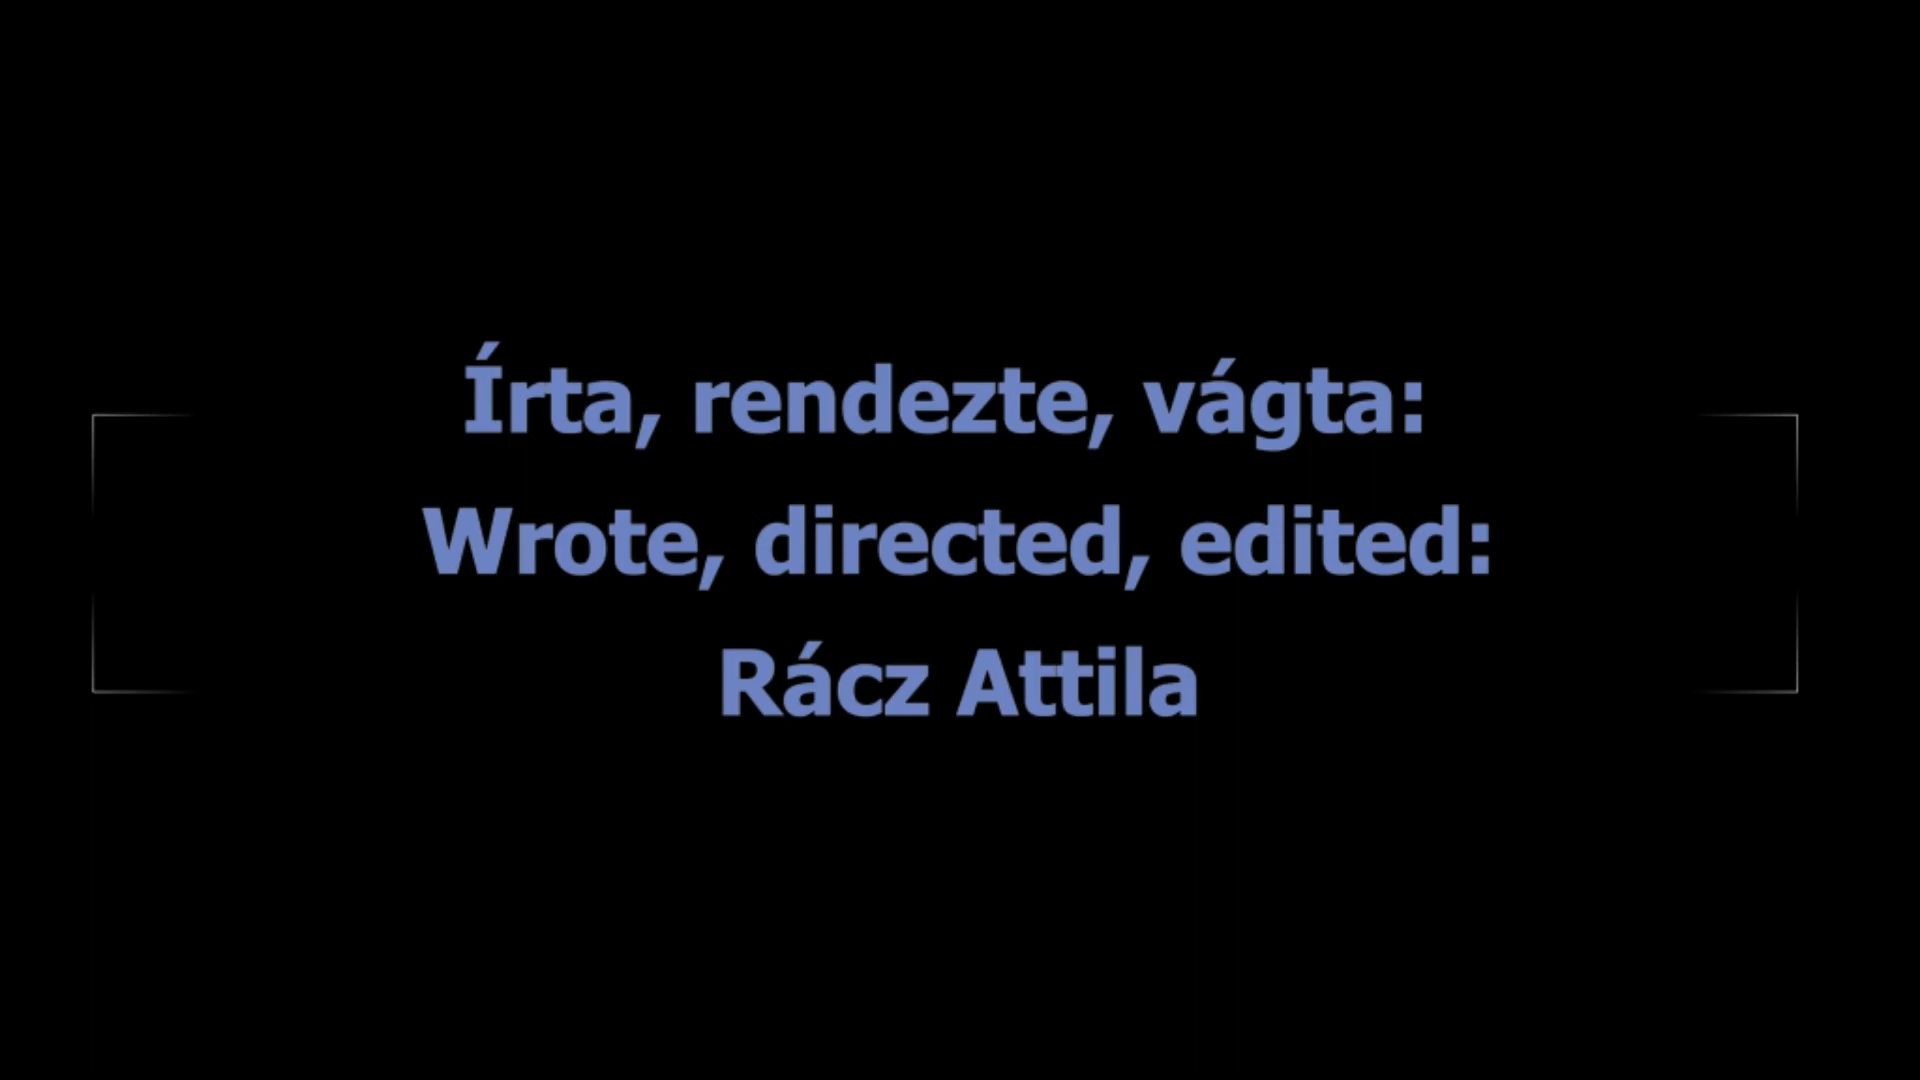 Írta, rendezte, vágta:
Wrote, directed, edited:
Rácz Attila